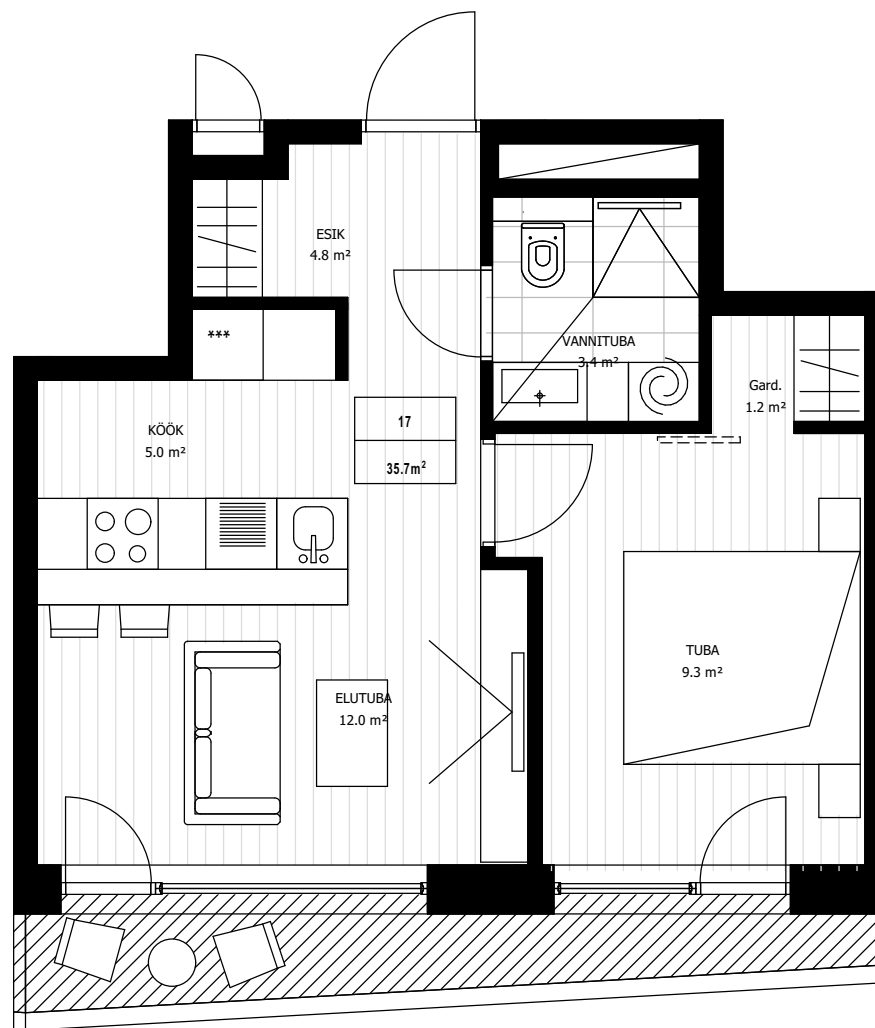 ESIK
4.8 m²
***
VANNITUBA
3.4 m²
Gard.
1.2 m²
KÖÖK
5.0 m²
17
35.7m²
TUBA
9.3 m²
ELUTUBA
12.0 m²